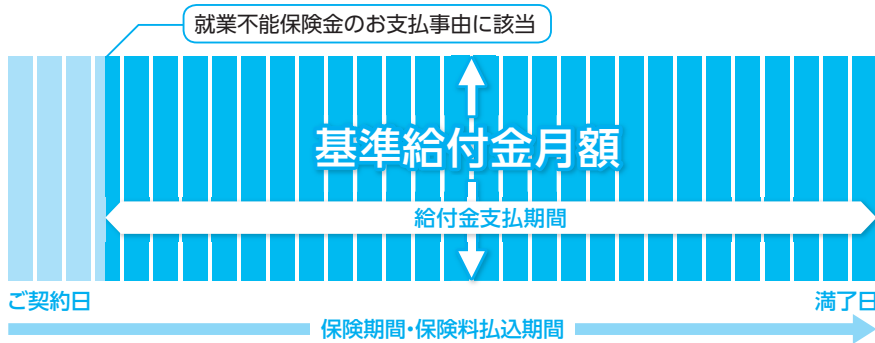 就業不能保険金のお支払事由に該当
基準給付金月額
給付金支払期間
ご契約日
満了日
保険期間・保険料払込期間